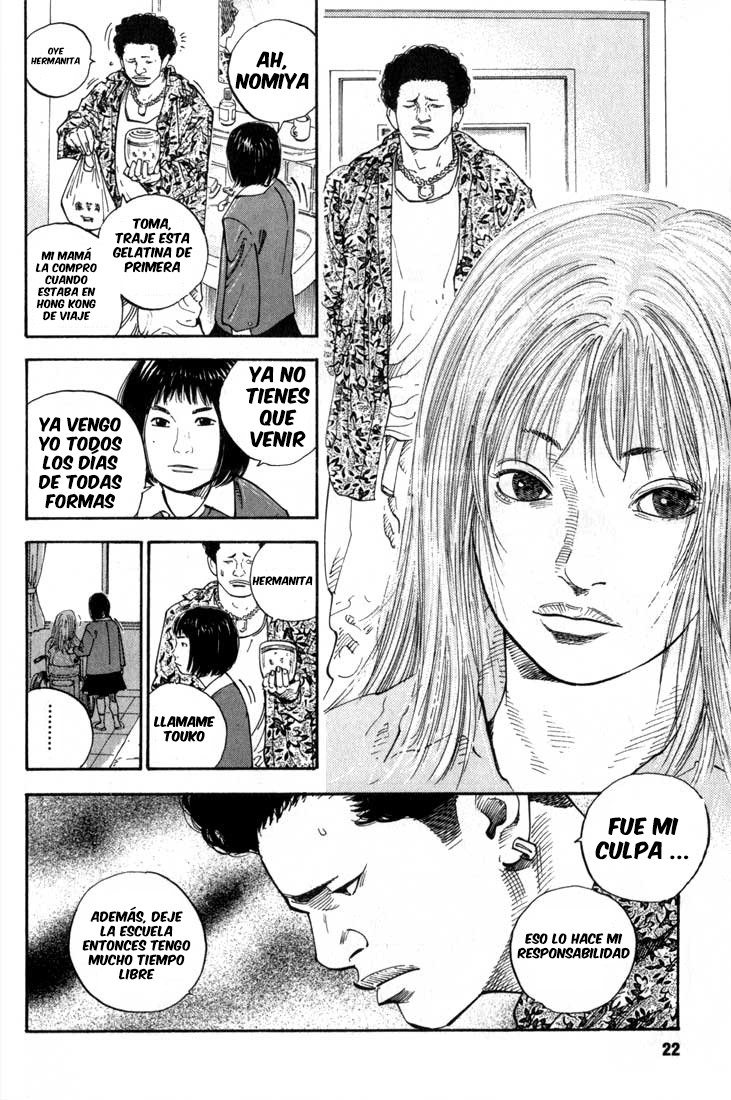 AH,
NOMIYA
OYE
HERMANITA
TOMA,
TRAJE ESTA
GELATINA DE
PRIMERA
MI MAMÁ
LA COMPRO
CUANDO
ESTABA EN
HONG KONG
DE VIAJE
YA NO
TIENES
QUE
VENIR
YA VENGO
YO TODOS
LOS DÍAS
DE TODAS
FORMAS
HERMANITA
LLAMAME
TOUKO
.........
FUE MI
CULPA ...
ESO LO HACE MI
RESPONSABILIDAD
ADEMÁS, DEJE
LA ESCUELA
ENTONCES TENGO
MUCHO TIEMPO
LIBRE
22